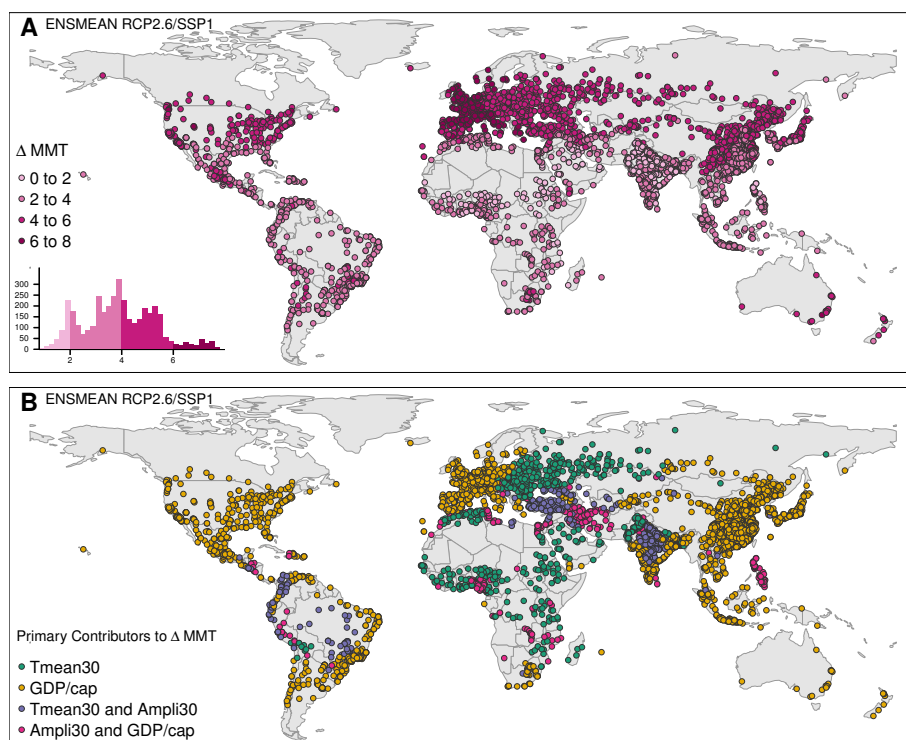 A ENSMEAN RCP2.6/SSP1
Δ MMT
0 to 2
2 to 4
4 to 6
6 to 8
300
250
200
150
100
50
0
2 4 6
B ENSMEAN RCP2.6/SSP1
Primary Contributors to Δ MMT
Tmean30
GDP/cap
Tmean30 and Ampli30
Ampli30 and GDP/cap